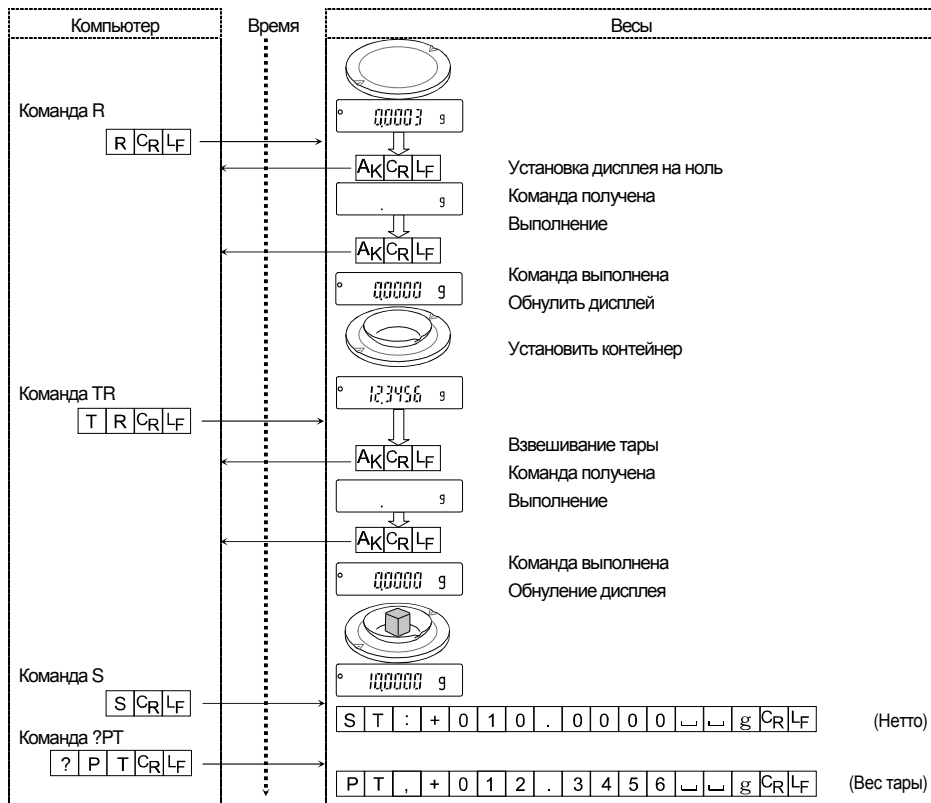 Компьютер Время Весы
Команда R
0.0003 g
R CR LF
AK CR LF Установка дисплея на ноль
. g Команда получена
Выполнение
AK CR LF
Команда выполнена
0.0000 g
Обнулить дисплей
Установить контейнер
Команда TR
12.3456 g
T R CR LF
Взвешивание тары
AK CR LF
Команда получена
. g Выполнение
AK CR LF
Команда выполнена
0.0000 g
Обнуление дисплея
Команда S
10.0000 g
S CR LF
S T : + 0 1 0 . 0 0 0 0 ⎵ ⎵ g CR LF (Нетто)
Команда ?PT
? P T CR LF
P T , + 0 1 2 . 3 4 5 6 ⎵ ⎵ g CR LF (Вес тары)